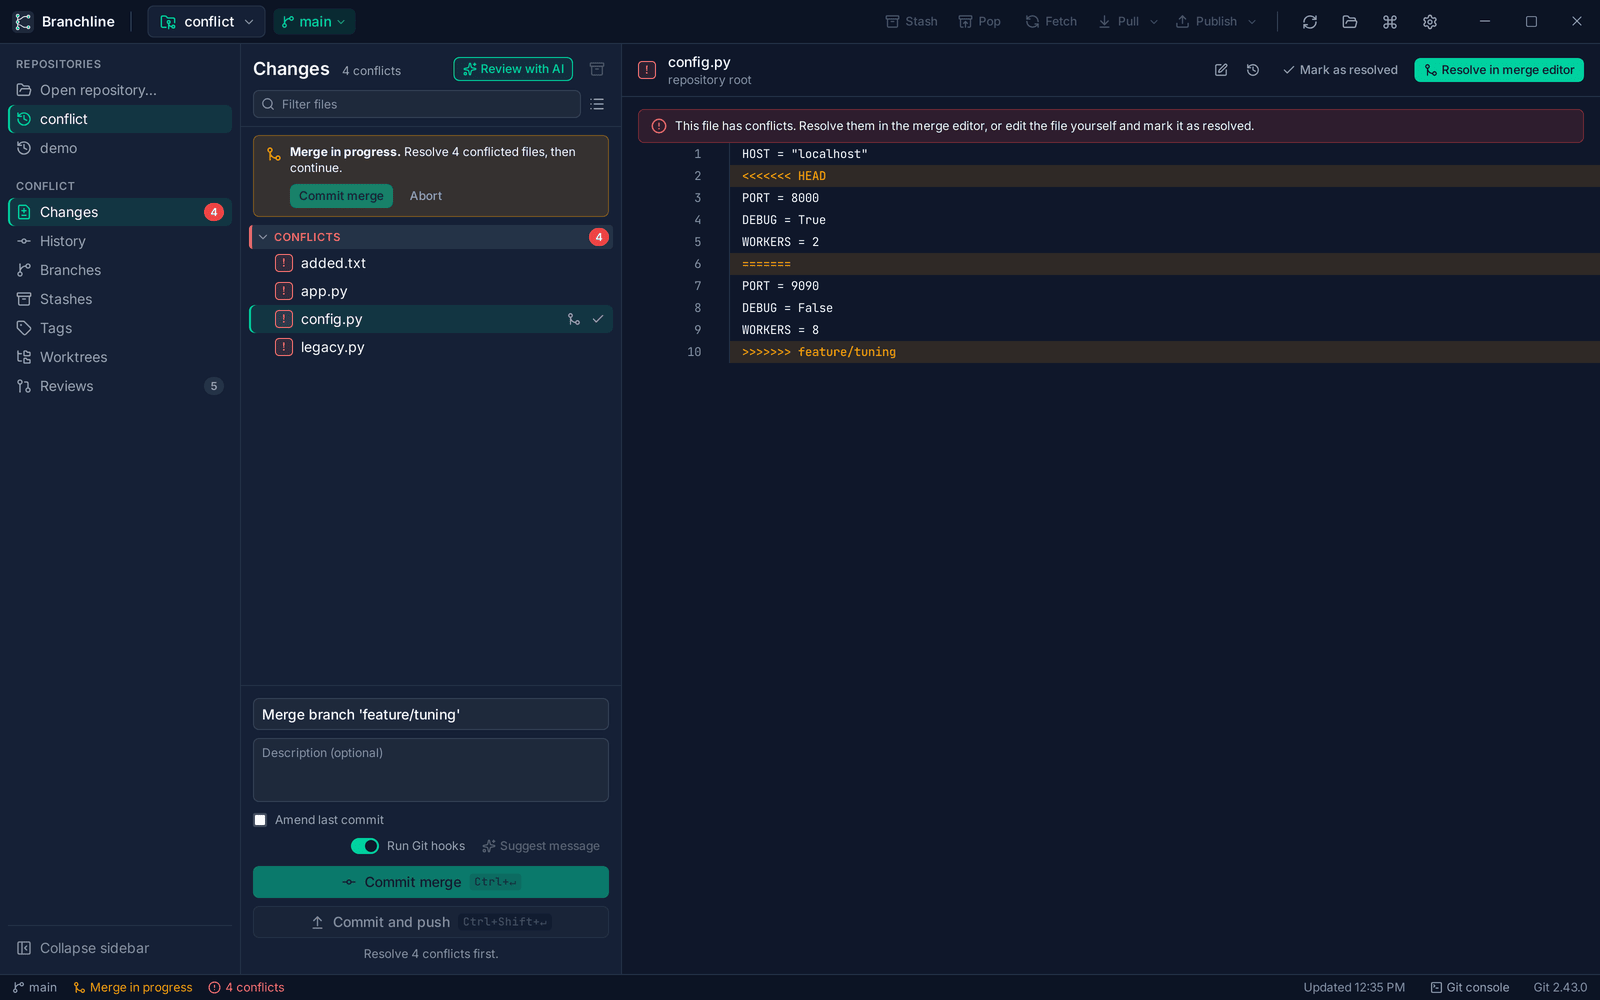 Branchline
conflict
main
Stash
Pop
Fetch
Pull
Publish
REPOSITORIES
Open repository...
conflict
demo
CONFLICT
Changes 4
History
Branches
Stashes
Tags
Worktrees
Reviews 5
Collapse sidebar
Changes 4 conflicts
Review with AI
Filter files
Merge in progress. Resolve 4 conflicted files, then
continue.
Commit merge Abort
CONFLICTS 4
! added.txt
! app.py
! config.py
! legacy.py
Merge branch 'feature/tuning'
Description (optional)
Amend last commit
Run Git hooks Suggest message
Commit merge Ctrl+↵
Commit and push Ctrl+Shift+↵
Resolve 4 conflicts first.
! config.py
repository root
Mark as resolved
Resolve in merge editor
This file has conflicts. Resolve them in the merge editor, or edit the file yourself and mark it as resolved.
1 HOST = "localhost"
2 <<<<<<< HEAD
3 PORT = 8000
4 DEBUG = True
5 WORKERS = 2
6 =======
7 PORT = 9090
8 DEBUG = False
9 WORKERS = 8
10 >>>>>>> feature/tuning
main
Merge in progress
4 conflicts
Updated 12:35 PM
Git console
Git 2.43.0